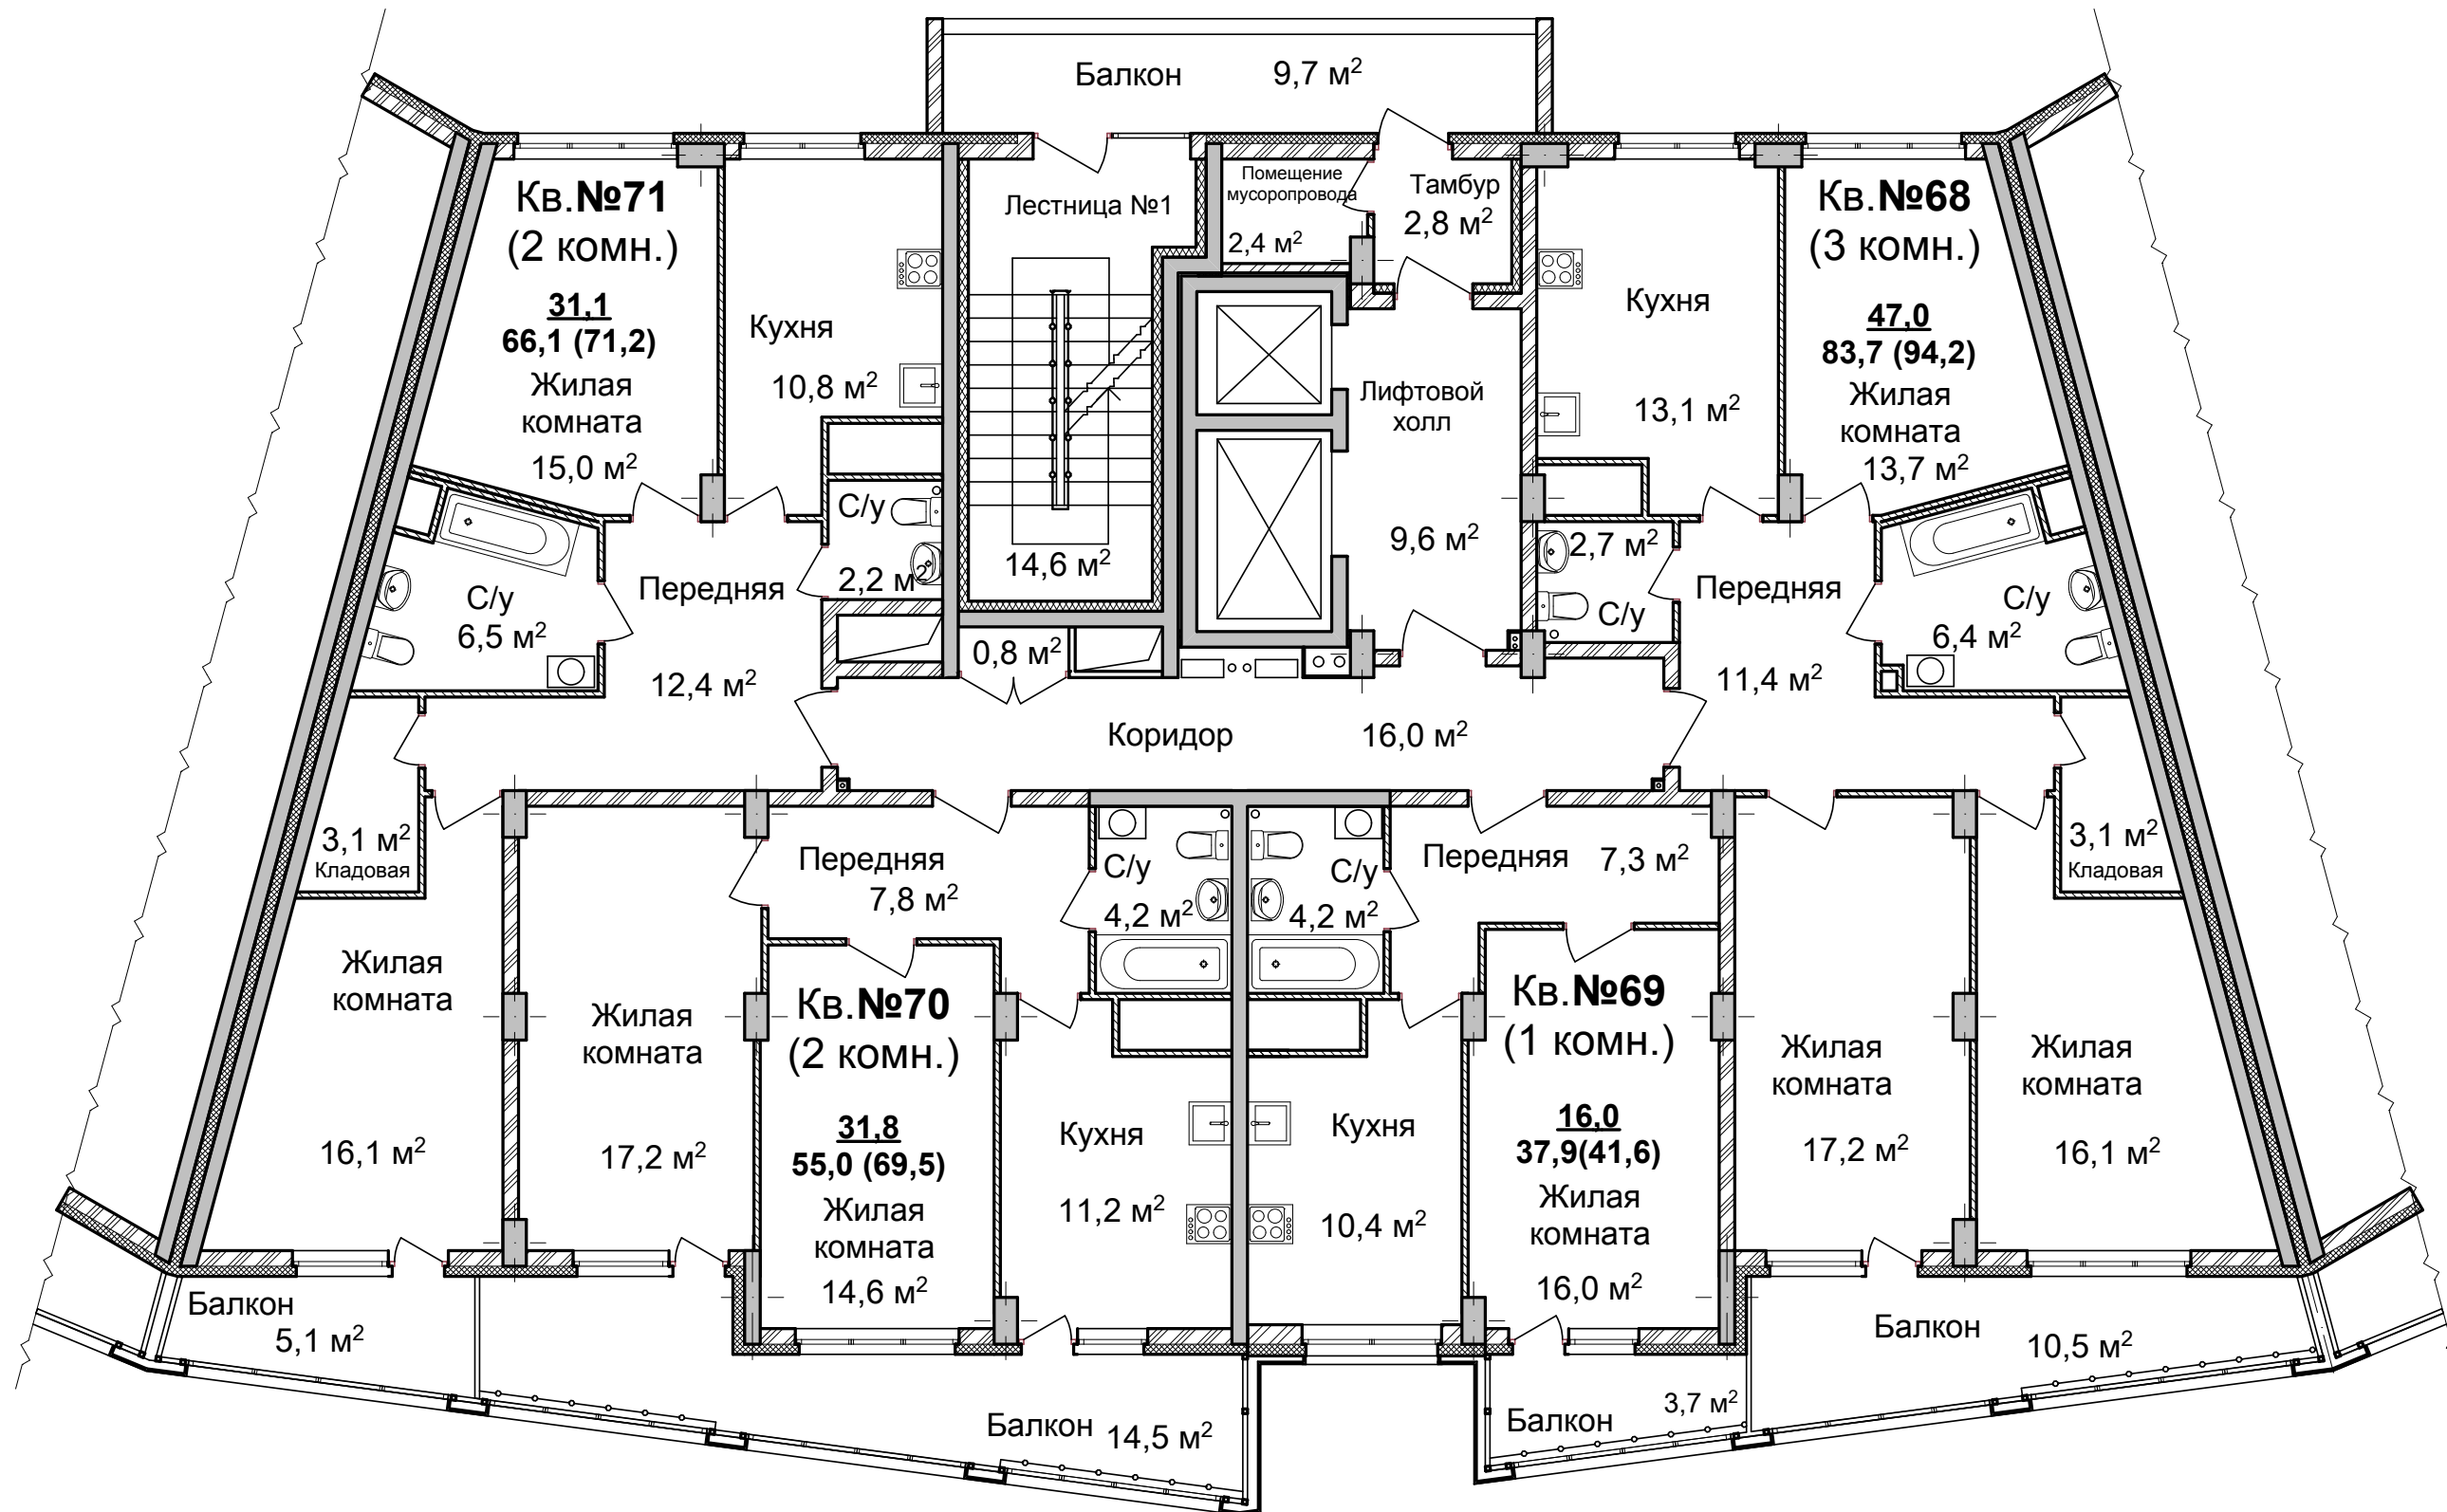 Балкон 9,7 м²
Кв.№71
(2 комн.)
31,1
66,1 (71,2)
Жилая
комната
15,0 м²
Кухня
10,8 м²
Лестница №1
14,6 м²
Помещение
мусоропровода
2,4 м²
Тамбур
2,8 м²
Лифтовой
холл
9,6 м²
Кухня
13,1 м²
Кв.№68
(3 комн.)
47,0
83,7 (94,2)
Жилая
комната
13,7 м²
С/у
6,5 м²
Передняя
12,4 м²
С/у
2,2 м²
0,8 м²
2,7 м²
С/у
Передняя
11,4 м²
С/у
6,4 м²
Коридор 16,0 м²
3,1 м²
Кладовая
Передняя
7,8 м²
С/у
4,2 м²
С/у
4,2 м²
Передняя 7,3 м²
3,1 м²
Кладовая
Жилая
комната
16,1 м²
Жилая
комната
17,2 м²
Кв.№70
(2 комн.)
31,8
55,0 (69,5)
Жилая
комната
14,6 м²
Кухня
11,2 м²
Кухня
10,4 м²
Кв.№69
(1 комн.)
16,0
37,9(41,6)
Жилая
комната
16,0 м²
Жилая
комната
17,2 м²
Жилая
комната
16,1 м²
Балкон
5,1 м²
Балкон 14,5 м²
Балкон 3,7 м²
Балкон
10,5 м²